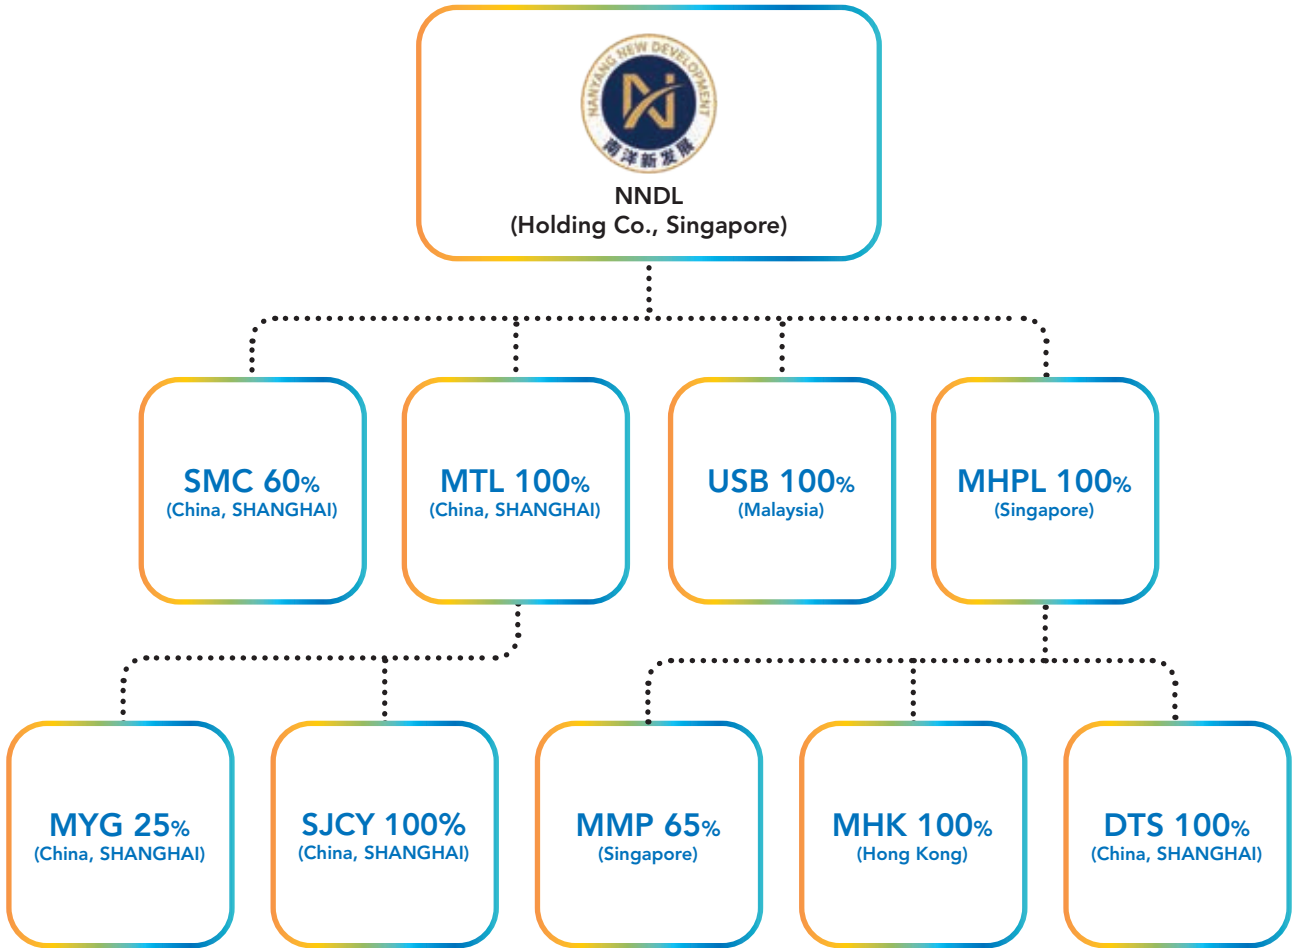 NANYANG NEW DEVELOPMENT
南洋新发展
NNDL
(Holding Co., Singapore)
SMC 60%
(China, SHANGHAI)
MTL 100%
(China, SHANGHAI)
USB 100%
(Malaysia)
MHPL 100%
(Singapore)
MYG 25%
(China, SHANGHAI)
SJCY 100%
(China, SHANGHAI)
MMP 65%
(Singapore)
MHK 100%
(Hong Kong)
DTS 100%
(China, SHANGHAI)